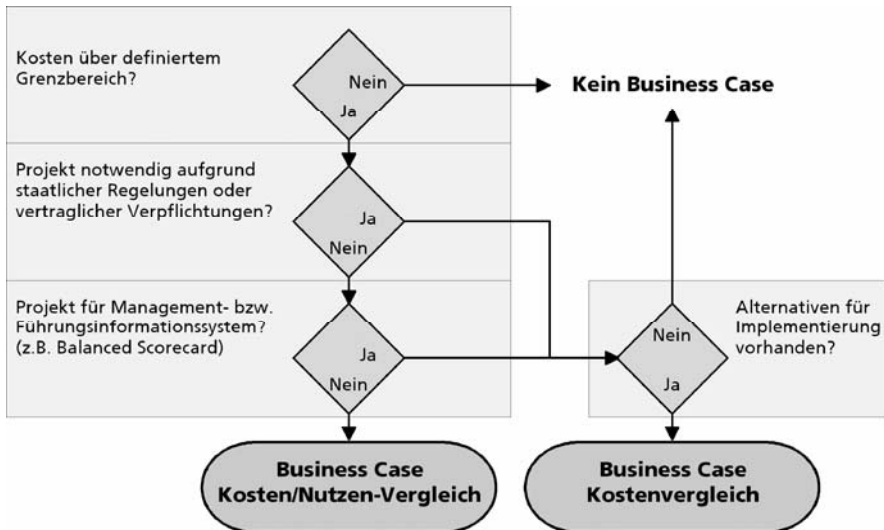 Kosten über definiertem
Grenzbereich?
Nein
Ja
Kein Business Case
Projekt notwendig aufgrund
staatlicher Regelungen oder
vertraglicher Verpflichtungen?
Ja
Nein
Projekt für Management- bzw.
Führungsinformationssystem?
(z.B. Balanced Scorecard)
Ja
Nein
Nein
Ja
Alternativen für
Implementierung
vorhanden?
Business Case
Kosten/Nutzen-Vergleich
Business Case
Kostenvergleich